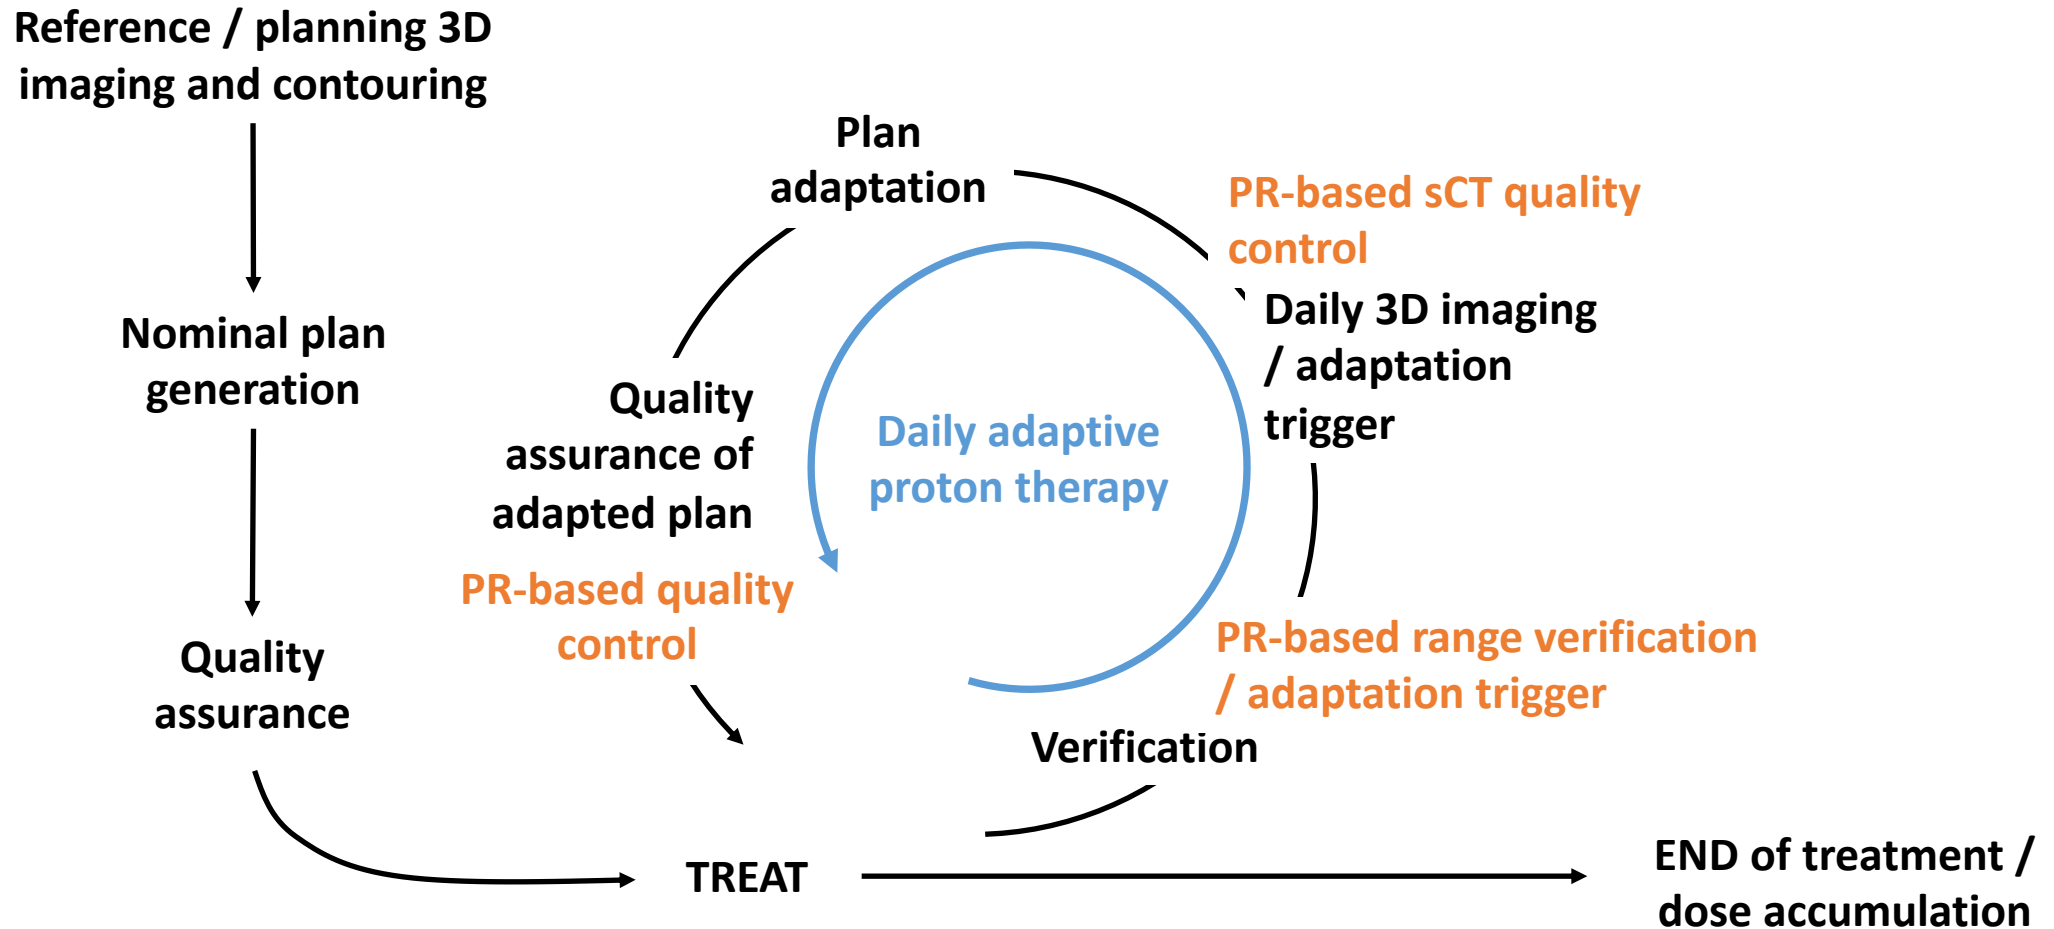 Reference / planning 3D
imaging and contouring
Nominal plan
generation
Quality
assurance
TREAT
Plan
adaptation
Quality
assurance of
adapted plan
PR-based quality
control
Daily adaptive
proton therapy
PR-based sCT quality
control
Daily 3D imaging
/ adaptation
trigger
PR-based range verification
/ adaptation trigger
Verification
END of treatment /
dose accumulation